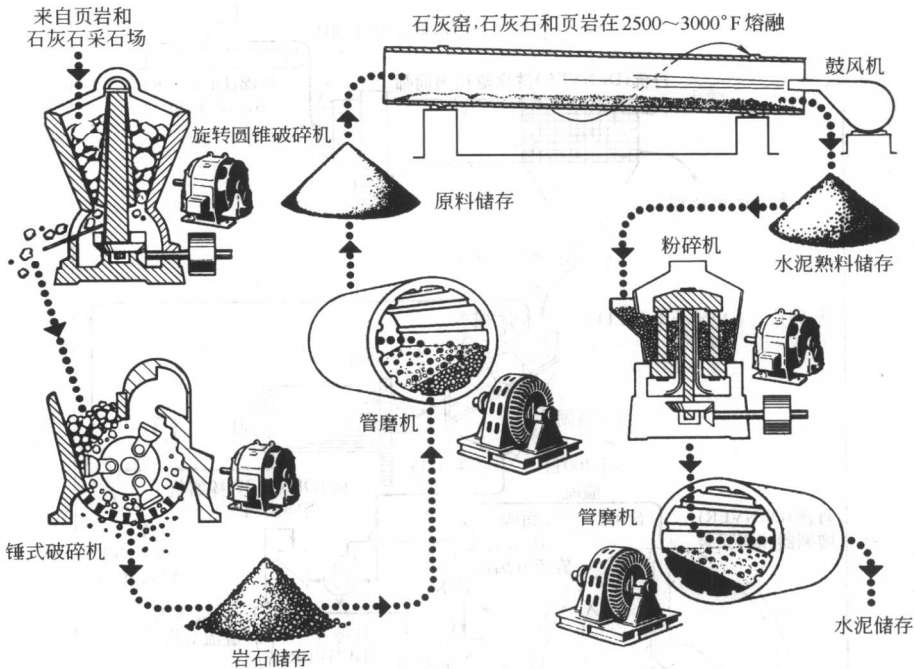 来自页岩和
石灰石采石场
石灰窑,石灰石和页岩在2500～3000°F熔融
鼓风机
旋转圆锥破碎机
原料储存
粉碎机
水泥熟料储存
管磨机
锤式破碎机
管磨机
岩石储存
水泥储存